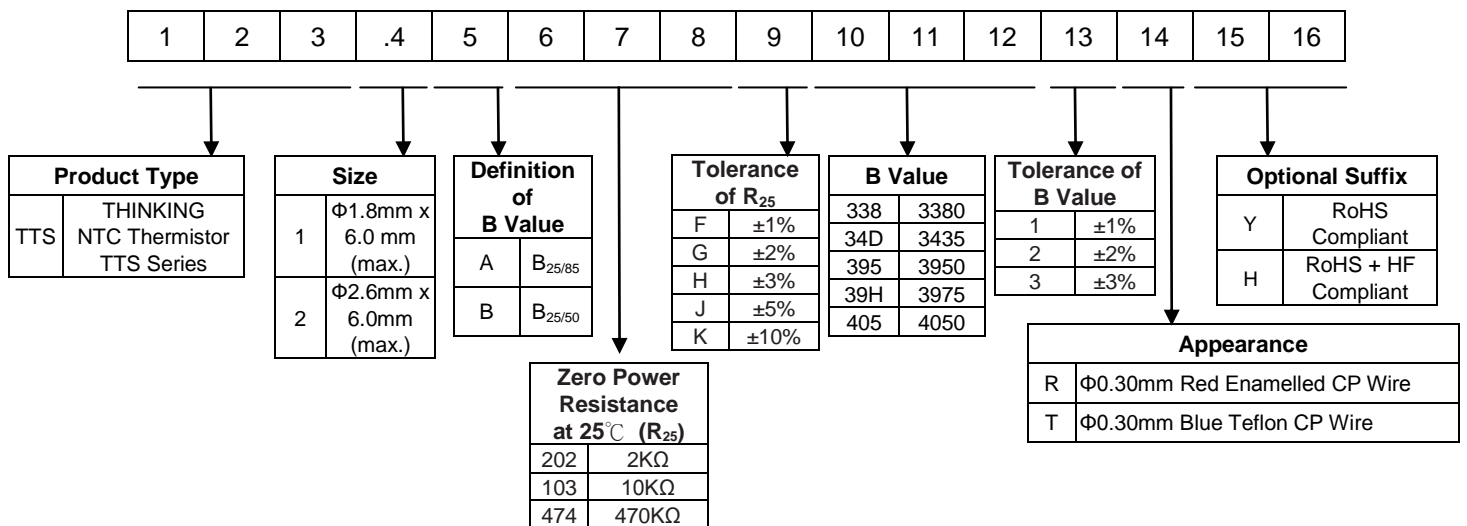 1 2 3 .4 5 6 7 8 9 10 11 12 13 14 15 16
Product Type
TTS
THINKING
NTC Thermistor
TTS Series
Size
1
Φ1.8mm x
6.0 mm
(max.)
2
Φ2.6mm x
6.0mm
(max.)
Definition
of
B Value
A B25/85
B B25/50
Zero Power
Resistance
at 25℃ (R25)
202 2KΩ
103 10KΩ
474 470KΩ
Tolerance
of R25
F ±1%
G ±2%
H ±3%
J ±5%
K ±10%
B Value
338 3380
34D 3435
395 3950
39H 3975
405 4050
Tolerance of
B Value
1 ±1%
2 ±2%
3 ±3%
Appearance
R Φ0.30mm Red Enamelled CP Wire
T Φ0.30mm Blue Teflon CP Wire
Optional Suffix
Y
RoHS
Compliant
H
RoHS + HF
Compliant